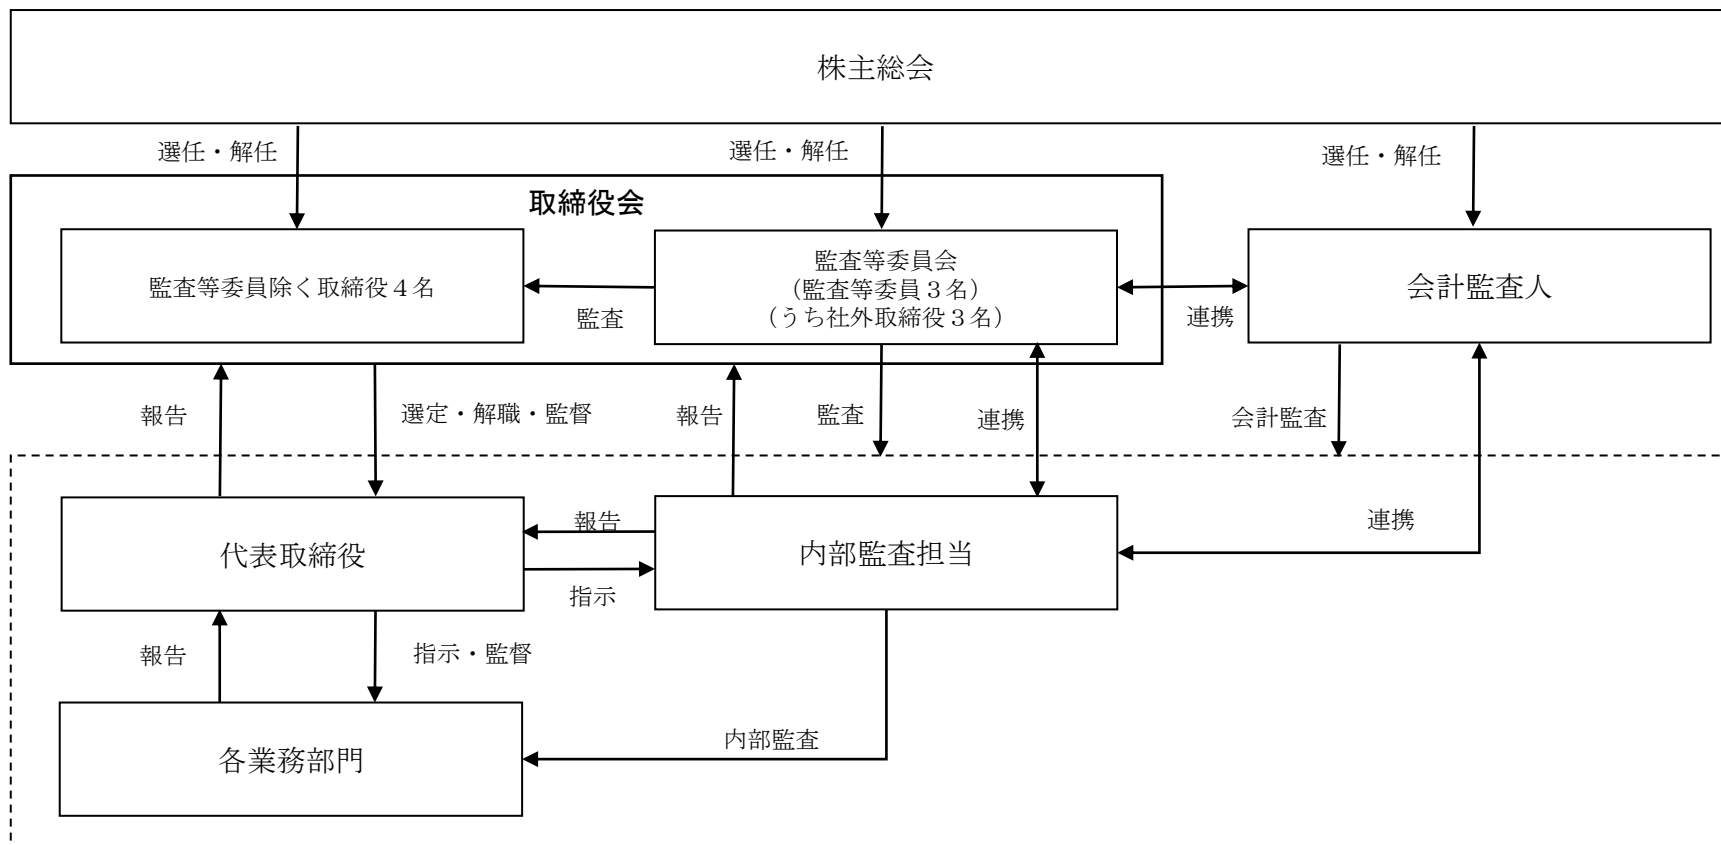 株主総会
選任・解任
選任・解任
選任・解任
取締役会
監査等委員除く取締役４名
監査等委員会
（監査等委員３名）
（うち社外取締役３名）
会計監査人
監査
連携
報告
選定・解職・監督
報告
監査
連携
会計監査
代表取締役
報告
指示
内部監査担当
連携
報告
指示・監督
内部監査
各業務部門